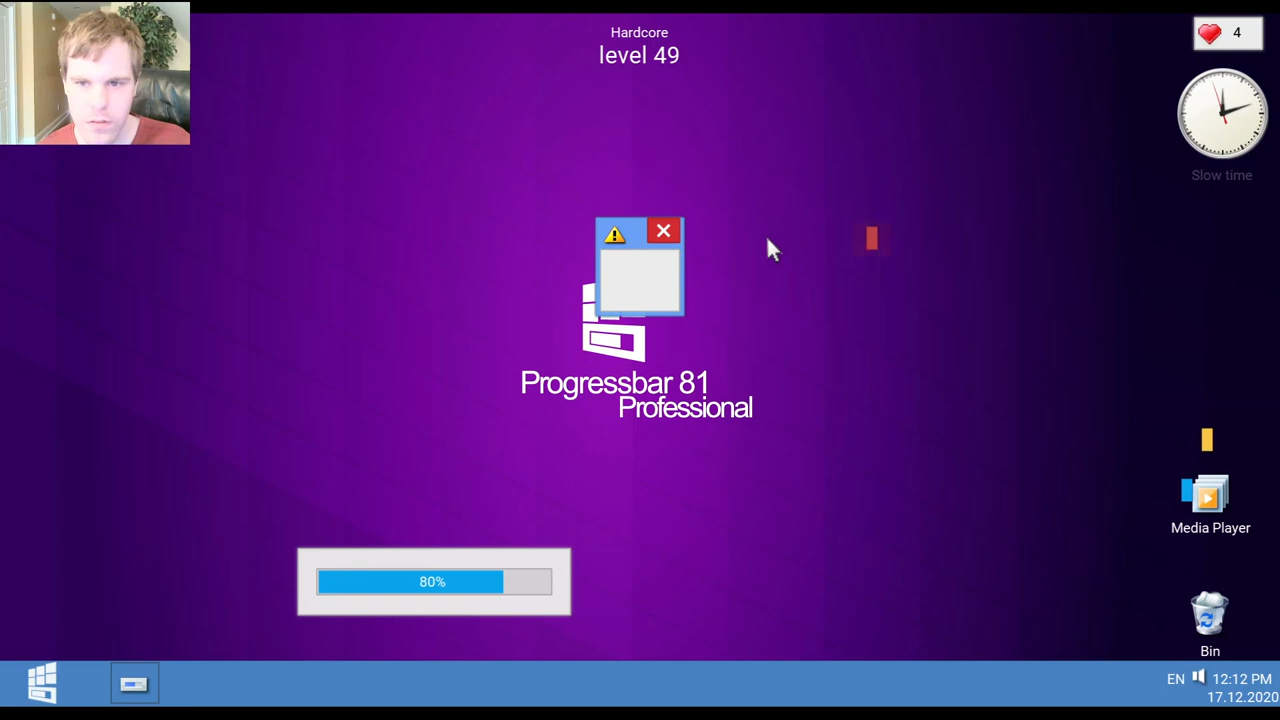 Hardcore
level 49
4
Slow time
Progressbar 81
Professional
Media Player
80%
Bin
EN 12:12 PM
17.12.2020